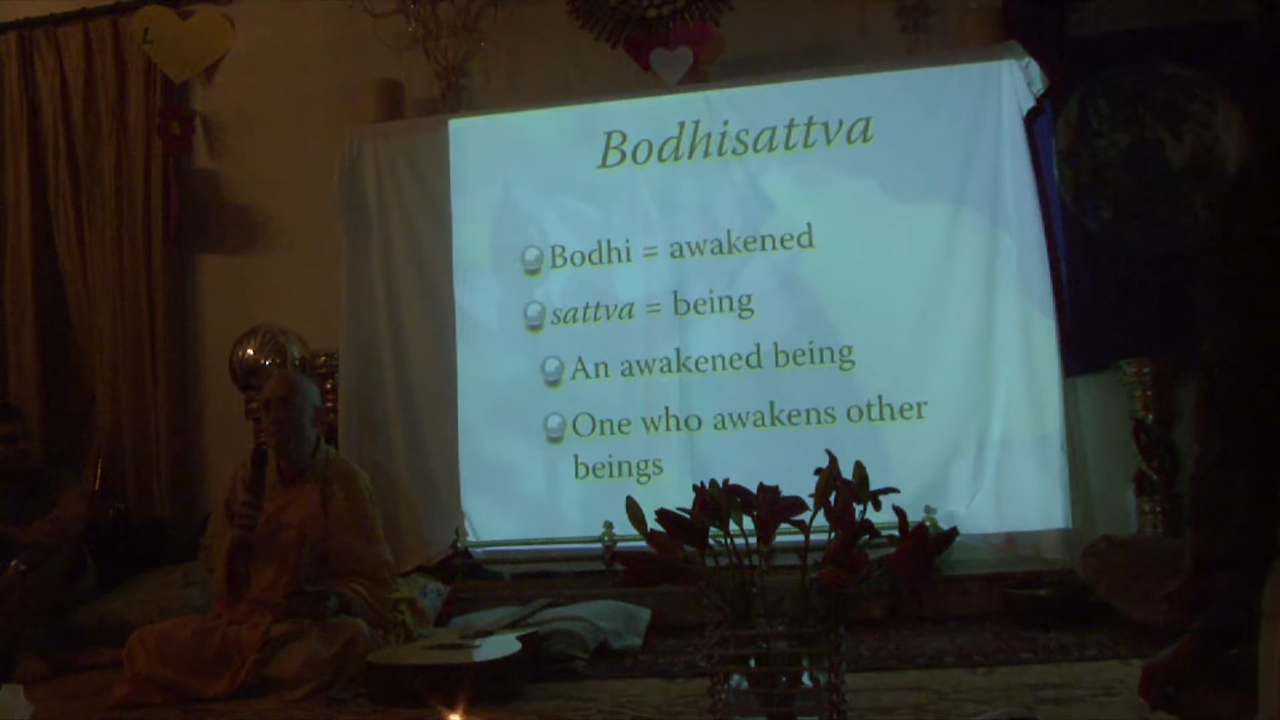 Bodhisattva
Bodhi = awakened
sattva = being
An awakened being
One who awakens other
beings